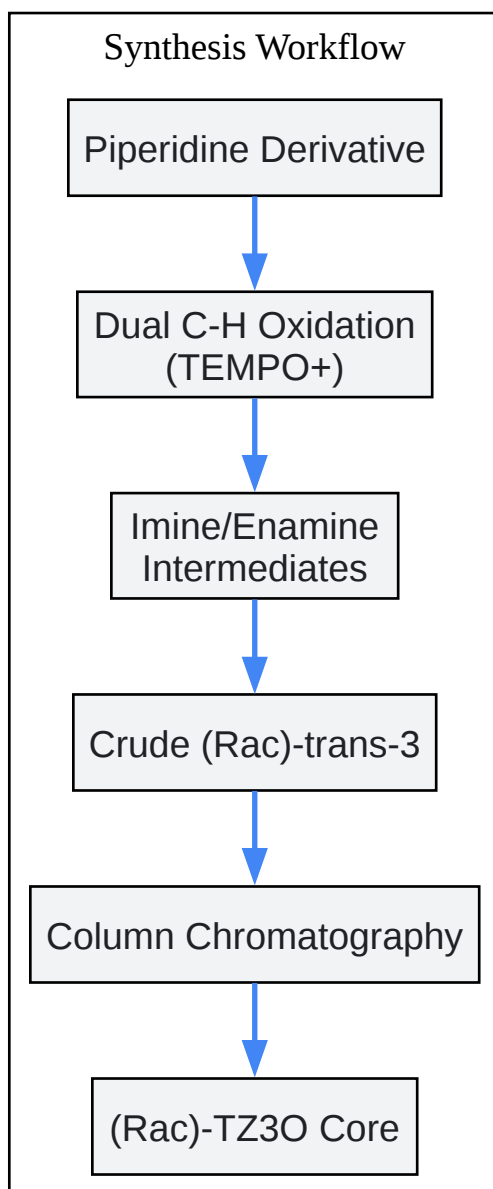 Synthesis Workflow
Piperidine Derivative
Dual C-H Oxidation
(TEMPO+)
Imine/Enamine
Intermediates
Crude (Rac)-trans-3
Column Chromatography
(Rac)-TZ3O Core